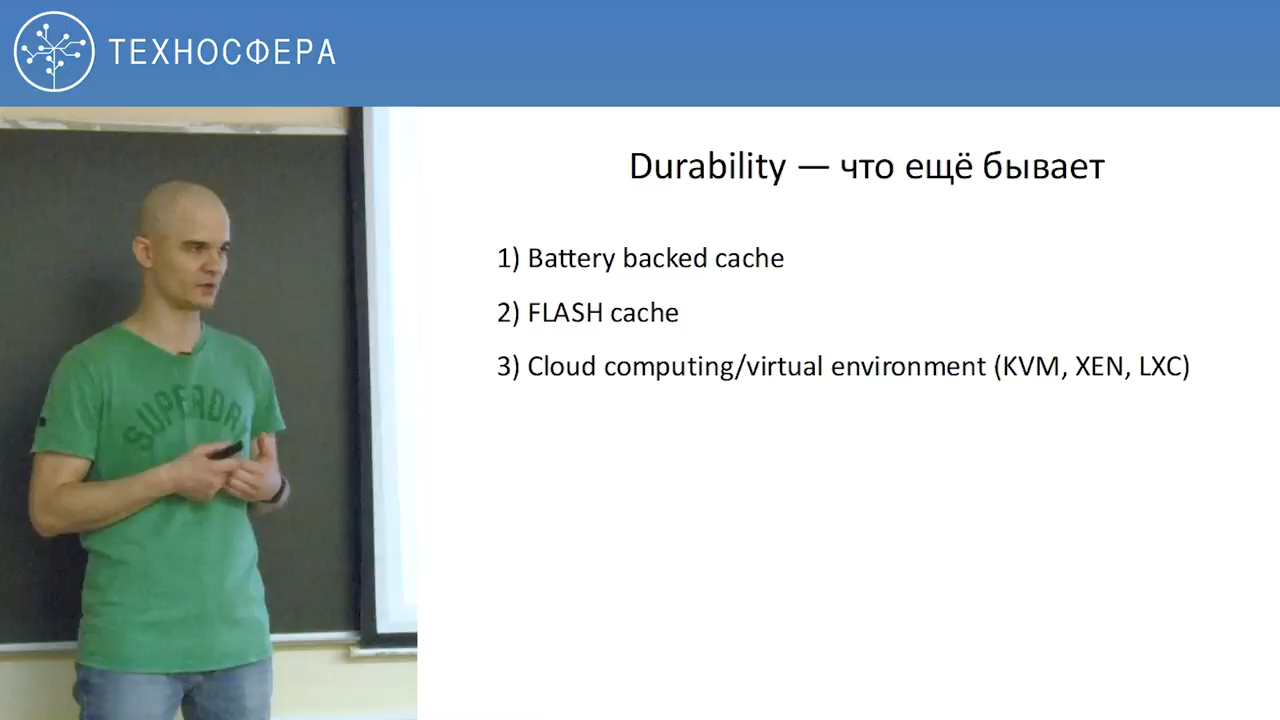 ТЕХНОСФЕРА
Durability — что ещё бывает
1) Battery backed cache
2) FLASH cache
3) Cloud computing/virtual environment (KVM, XEN, LXC)